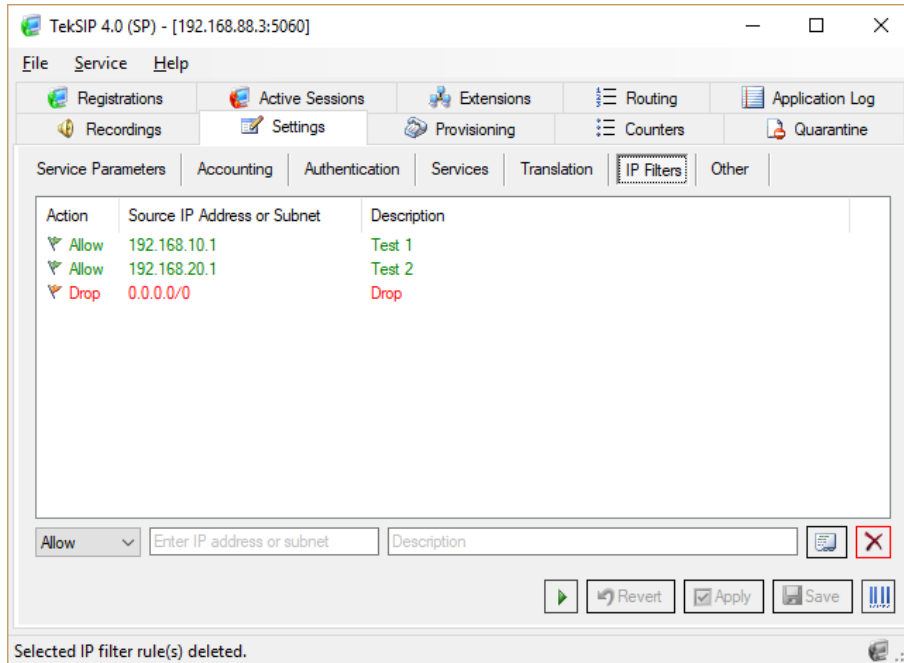 TekSIP 4.0 (SP) - [192.168.88.3:5060]
File Service Help
Registrations Active Sessions Extensions Routing Application Log
Recordings Settings Provisioning Counters Quarantine
Service Parameters Accounting Authentication Services Translation IP Filters Other
Action Source IP Address or Subnet Description
Allow 192.168.10.1 Test 1
Allow 192.168.20.1 Test 2
Drop 0.0.0.0/0 Drop
Allow Enter IP address or subnet Description
Revert Apply Save
Selected IP filter rule(s) deleted.